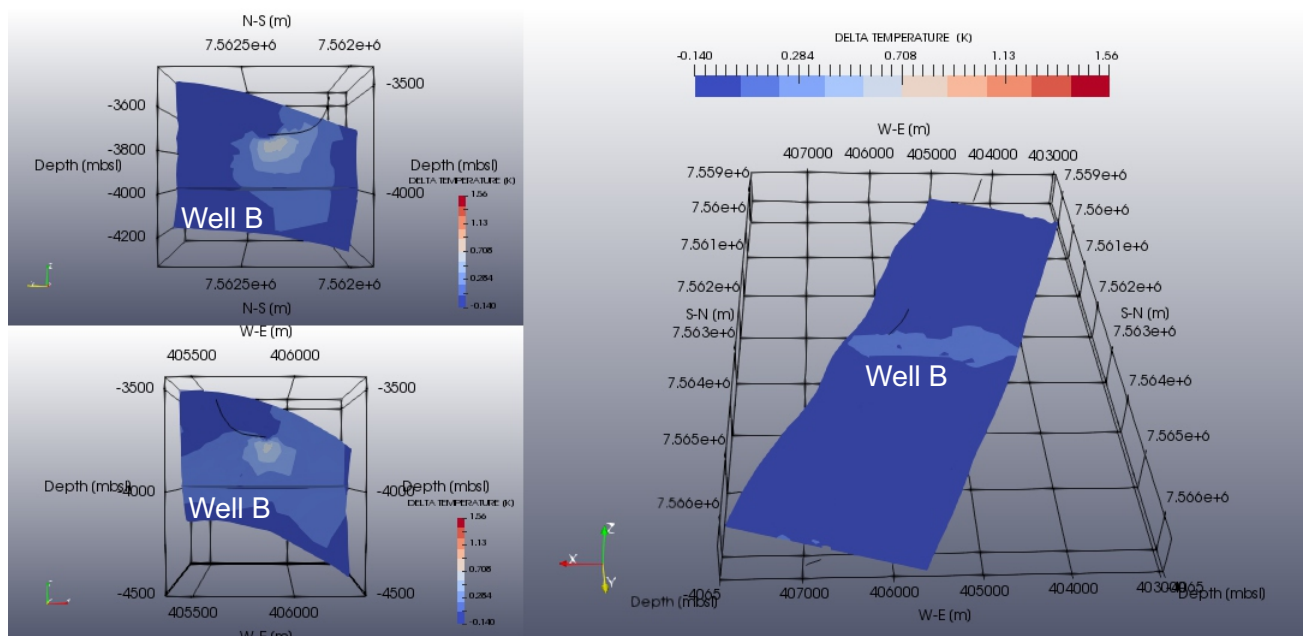 N-S (m)
7.5625e+6 7.562e+6
-3500
-3600
-3800
Depth (mbsl)
-4000
-4200
Depth (mbsl)
-4000
DELTA TEMPERATURE (K)
1.56
1.13
0.708
0.284
-0.140
Well B
7.5625e+6 7.562e+6
N-S (m)
W-E (m)
405500 406000
-3500
-3500
Depth (mbsl)
-4000
-4000
Depth (mbsl)
DELTA TEMPERATURE (K)
1.56
1.13
0.708
0.284
-0.140
Well B
-4500
-4500
405500 406000
W-E (m)
DELTA TEMPERATURE (K)
-0.140 0.284 0.708 1.13 1.56
W-E (m)
407000 406000 405000 404000 403000
7.559e+6 7.559e+6
7.56e+6 7.56e+6
7.561e+6 7.561e+6
7.562e+6 7.562e+6
S-N (m) S-N (m)
7.563e+6 7.563e+6
Well B
7.564e+6 7.564e+6
7.565e+6 7.565e+6
7.566e+6 7.566e+6
X Z Y
-4065
407000 406000 405000 404000
Depth (mbsl) Depth (mbsl)
W-E (m)